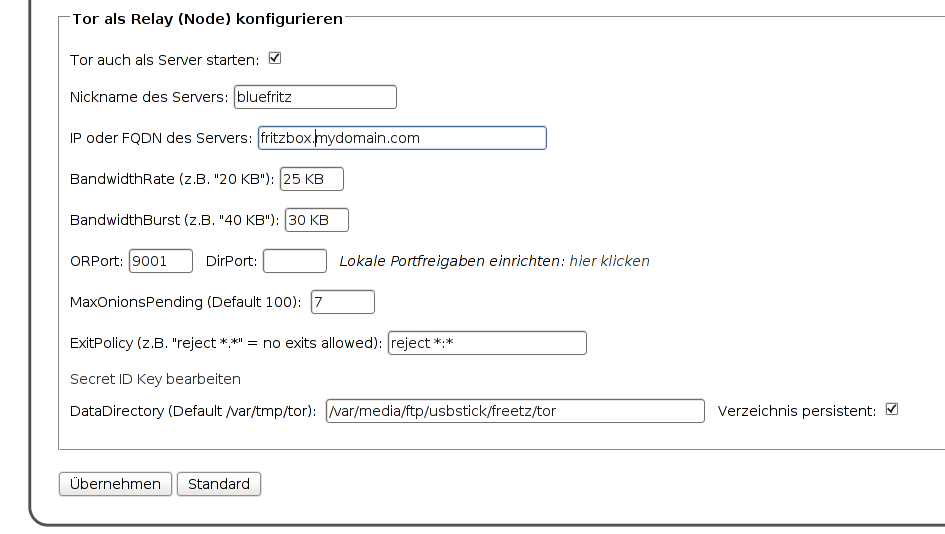 Tor als Relay (Node) konfigurieren
Tor auch als Server starten:
Nickname des Servers: bluefritz
IP oder FQDN des Servers: fritzbox.mydomain.com
BandwidthRate (z.B. "20 KB"): 25 KB
BandwidthBurst (z.B. "40 KB"): 30 KB
ORPort: 9001 DirPort: Lokale Portfreigaben einrichten: hier klicken
MaxOnionsPending (Default 100): 7
ExitPolicy (z.B. "reject *.*" = no exits allowed): reject *:*
Secret ID Key bearbeiten
DataDirectory (Default /var/tmp/tor): /var/media/ftp/usbstick/freetz/tor Verzeichnis persistent:
Übernehmen Standard